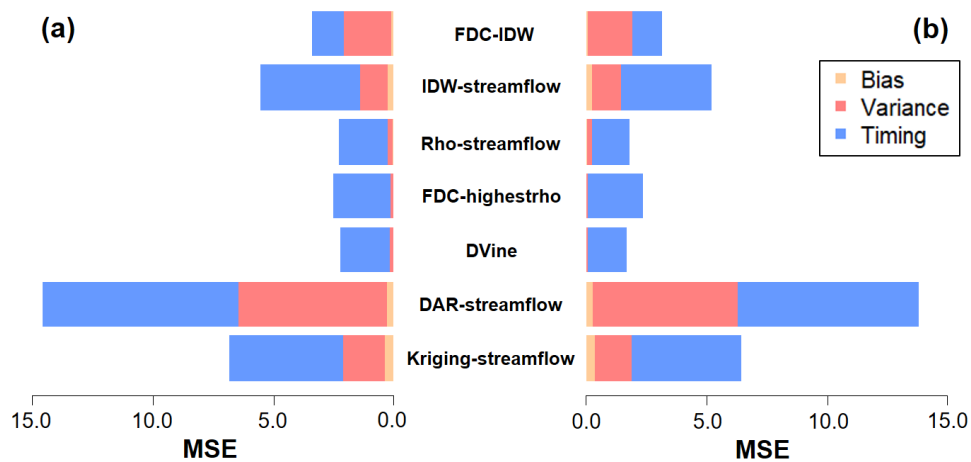 (a)
FDC-IDW
(b)
IDW-streamflow
Bias
Variance
Timing
Rho-streamflow
FDC-highestrho
DVine
DAR-streamflow
Kriging-streamflow
15.0 10.0 5.0 0.0 0.0 5.0 10.0 15.0
MSE MSE